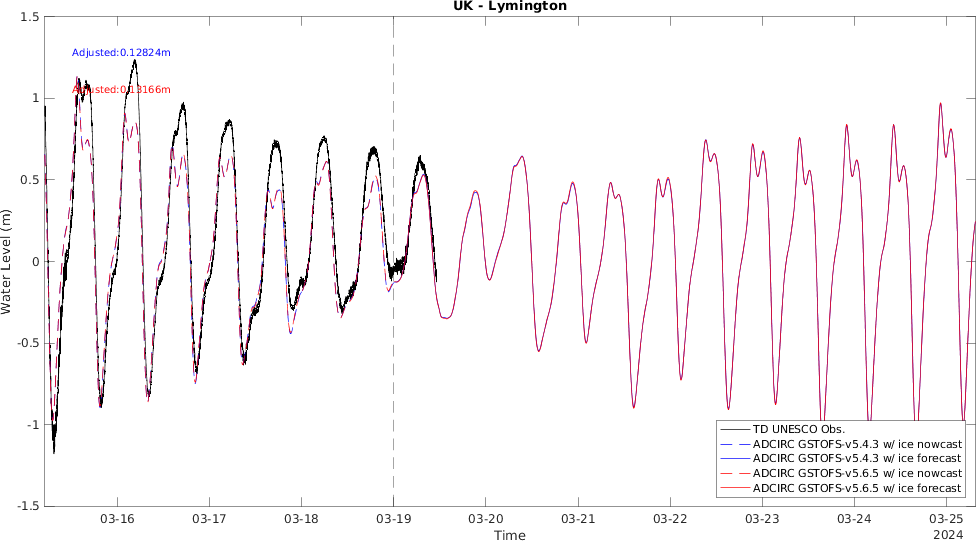 UK - Lymington
1.5
Adjusted:0.12824m
1
Adjusted:0.13166m
0.5
0
-0.5
-1
-1.5
Water Level (m)
TD UNESCO Obs.
ADCIRC GSTOFS-v5.4.3 w/ ice nowcast
ADCIRC GSTOFS-v5.4.3 w/ ice forecast
ADCIRC GSTOFS-v5.6.5 w/ ice nowcast
ADCIRC GSTOFS-v5.6.5 w/ ice forecast
03-16 03-17 03-18 03-19 03-20 03-21 03-22 03-23 03-24 03-25
Time
2024